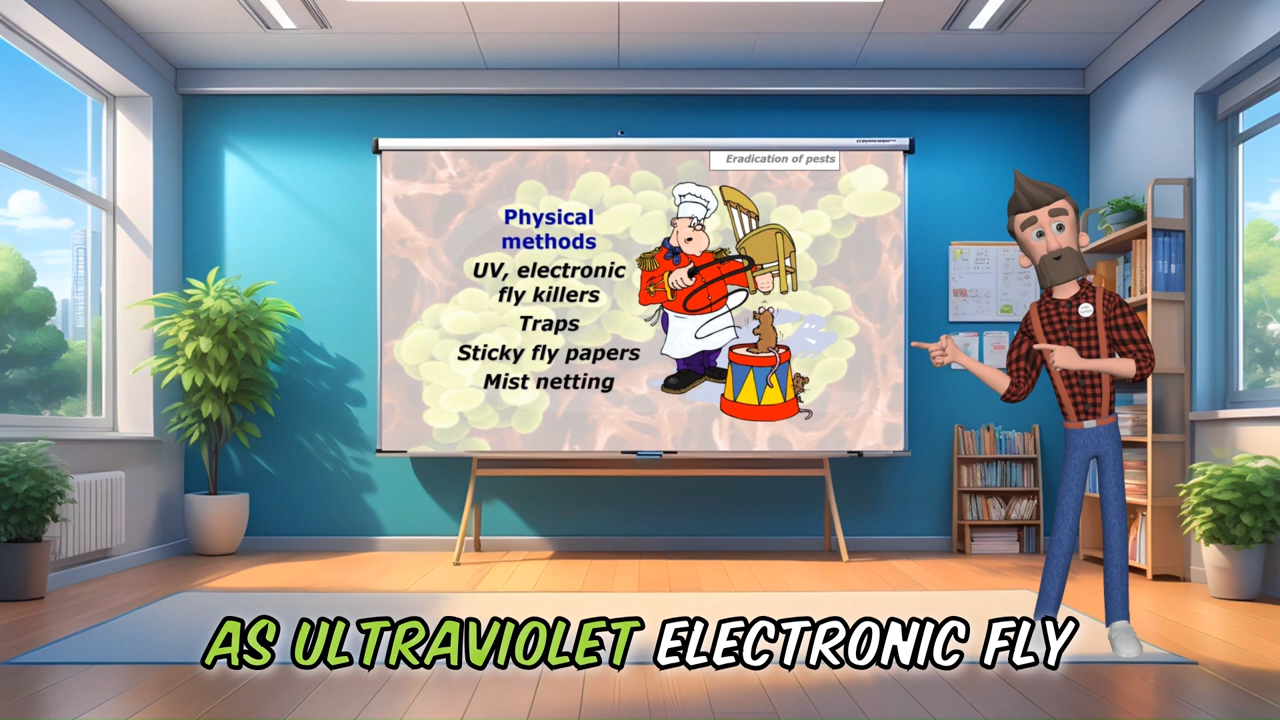 Eradication of pests
Physical
methods
UV, electronic
fly killers
Traps
Sticky fly papers
Mist netting
AS ULTRAVIOLET ELECTRONIC FLY